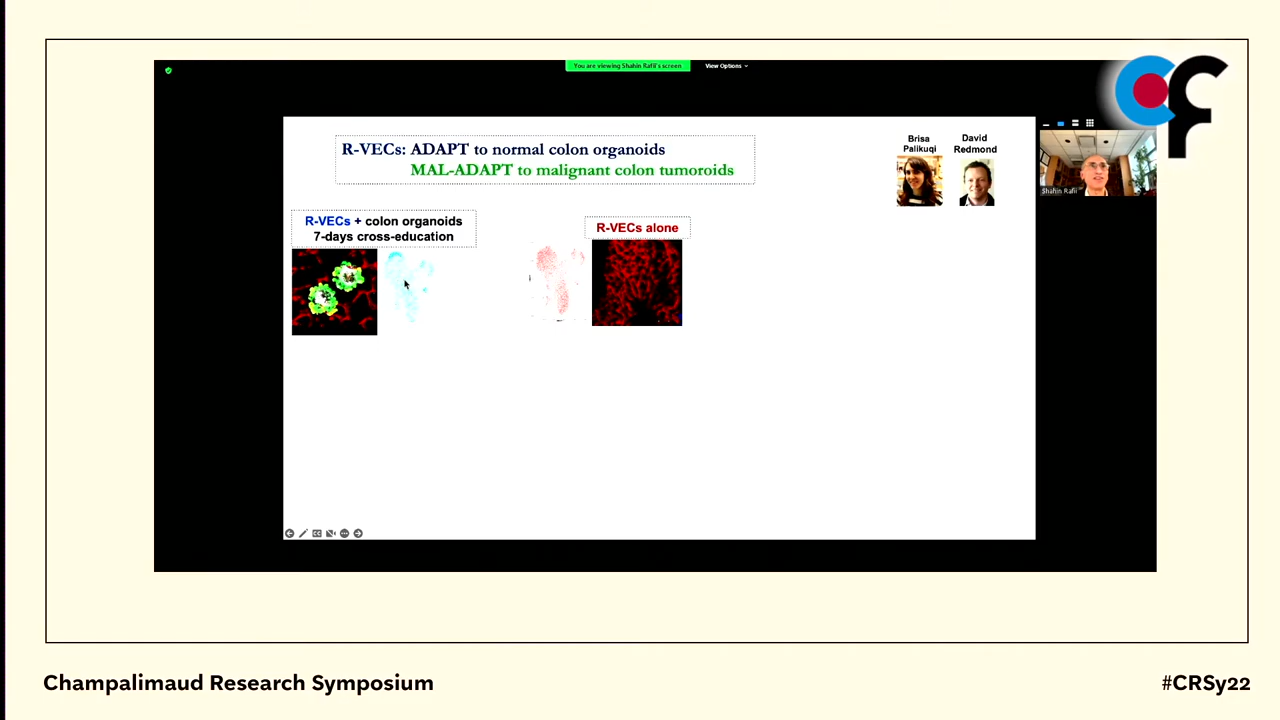 You are viewing Shahin Rafii's screen
View Options
R-VECs: ADAPT to normal colon organoids
MAL-ADAPT to malignant colon tumoroids
Brisa
Palikuqi
David
Redmond
Shahin Rafii
R-VECs + colon organoids
7-days cross-education
R-VECs alone
Champalimaud Research Symposium
#CRSy22